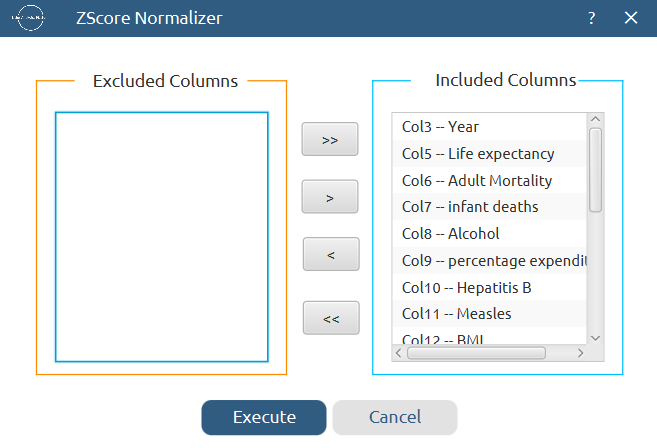 ZScore Normalizer ?
Excluded Columns
Included Columns
>>
>
<
<<
Col3 -- Year
Col5 -- Life expectancy
Col6 -- Adult Mortality
Col7 -- infant deaths
Col8 -- Alcohol
Col9 -- percentage expendit
Col10 -- Hepatitis B
Col11 -- Measles
Col12 -- BMI
Execute
Cancel